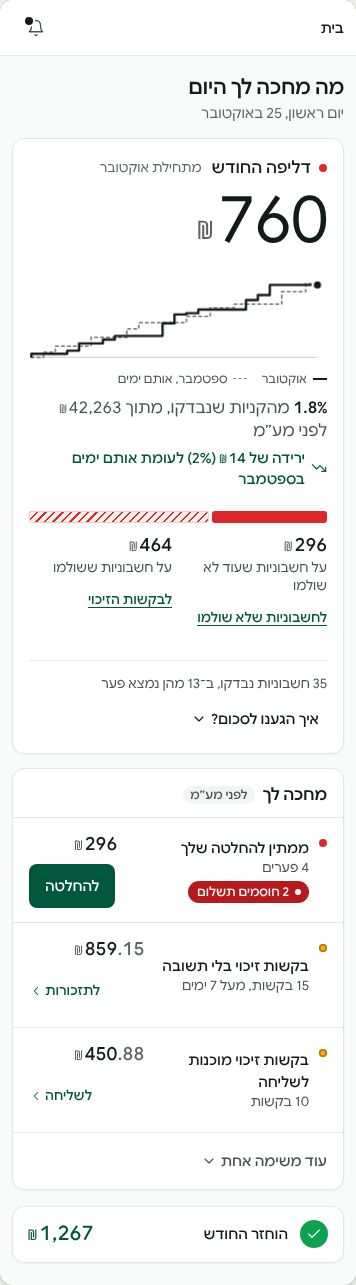 בית
מה מחכה לך היום
יום ראשון, 25 באוקטובר
דליפה החודש מתחילת אוקטובר
760 ₪
אוקטובר ספטמבר, אותם ימים
1.8% מהקניות שנבדקו, מתוך 42,263 ₪
לפני מע״מ
ירידה של 14 ₪ (2%) לעומת אותם ימים
בספטמבר
296 ₪
על חשבוניות שעוד לא
שולמו
לחשבוניות שלא שולמו
464 ₪
על חשבוניות ששולמו
לבקשות הזיכוי
35 חשבוניות נבדקו, ב־13 מהן נמצא פער
איך הגענו לסכום?
מחכה לך לפני מע״מ
ממתין להחלטה שלך
4 פערים
2 חוסמים תשלום
296 ₪
להחלטה
בקשות זיכוי בלי תשובה
15 בקשות, מעל 7 ימים
859.15 ₪
לתזכורות
בקשות זיכוי מוכנות
לשליחה
10 בקשות
450.88 ₪
לשליחה
עוד משימה אחת
הוחזר החודש
1,267 ₪